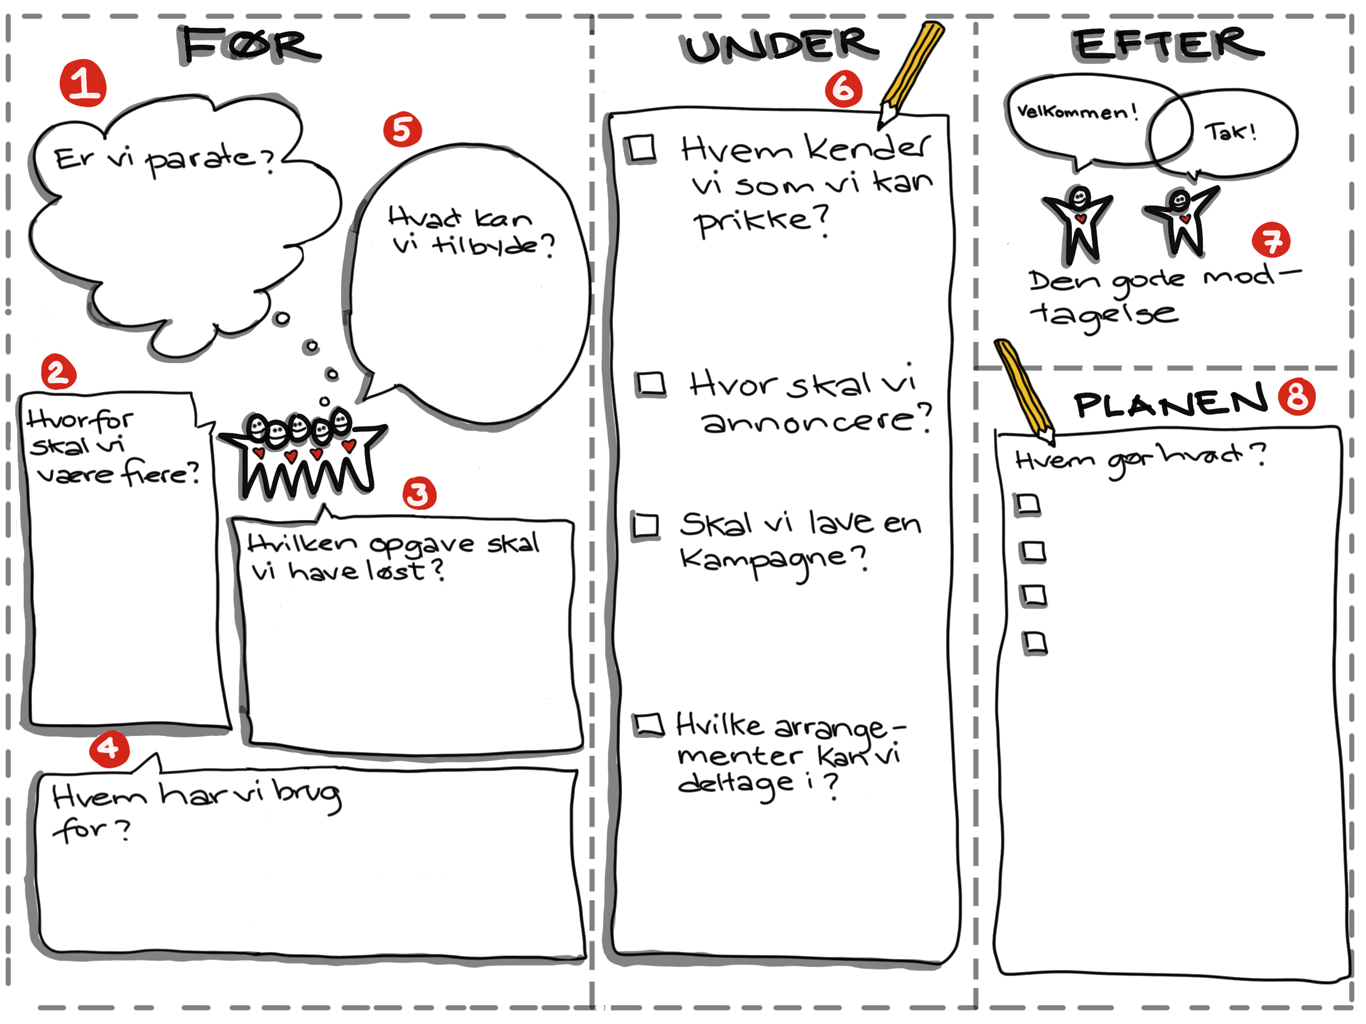 FØR
1
Er vi parate?
5
Hvad kan
vi tilbyde?
2
Hvorfor
skal vi
være flere?
3
Hvilken opgave skal
vi have løst?
4
Hvem har vi brug
for?
UNDER
6
Hvem kender
vi som vi kan
prikke?
Hvor skal vi
annoncere?
Skal vi lave en
kampagne?
Hvilke arrange-
menter kan vi
deltage i?
EFTER
Velkommen!
Tak!
7
Den gode mod-
tagelse
PLANEN 8
Hvem gør hvad?